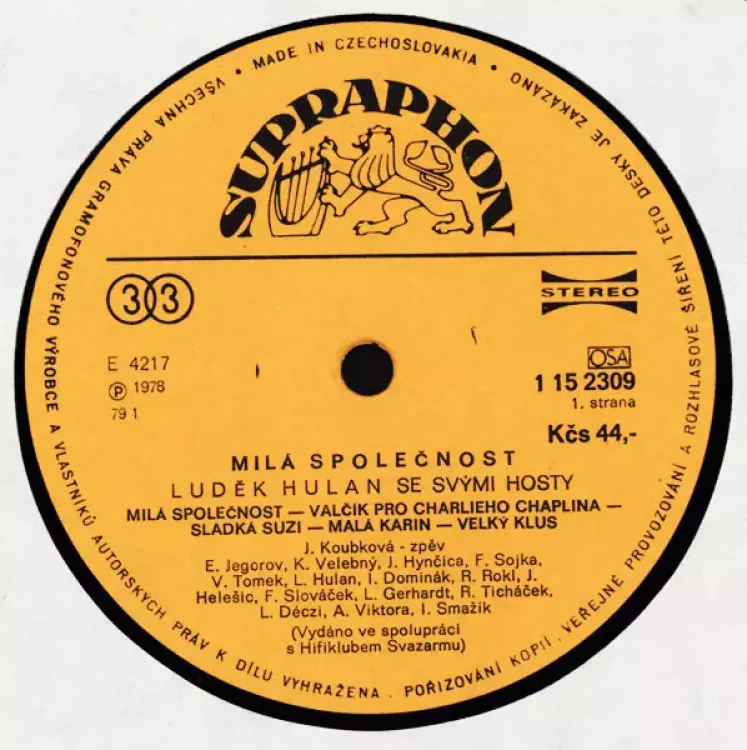 • MADE IN CZECHOSLOVAKIA •
SUPRAPHON
33
STEREO
E 4217
Ⓟ 1978
79 1
OSA
1 15 2309
1. strana
Kčs 44,-
MILÁ SPOLEČNOST
LUDĚK HULAN SE SVÝMI HOSTY
MILÁ SPOLEČNOST — VALČÍK PRO CHARLIEHO CHAPLINA —
SLADKÁ SUZI — MALÁ KARIN — VELKÝ KLUS
J. Koubková - zpěv
E. Jegorov, K. Velebný, J. Hynčica, F. Sojka,
V. Tomek, L. Hulan, I. Dominák, R. Rokl, J.
Helešic, F. Slováček, L. Gerhardt, R. Ticháček,
L. Déczi, A. Viktora, I. Smažík
(Vydáno ve spolupráci
s Hifiklubem Svazarmu)
VŠECHNA PRÁVA GRAMOFONOVÉHO VÝROBCE A VLASTNÍKŮ AUTORSKÝCH PRÁV K DÍLU VYHRAŽENA . POŘIZOVÁNÍ KOPIÍ . VEŘEJNÉ PROVOZOVÁNÍ A ROZHLASOVÉ ŠÍŘENÍ TÉTO DESKY JE ZAKÁZÁNO